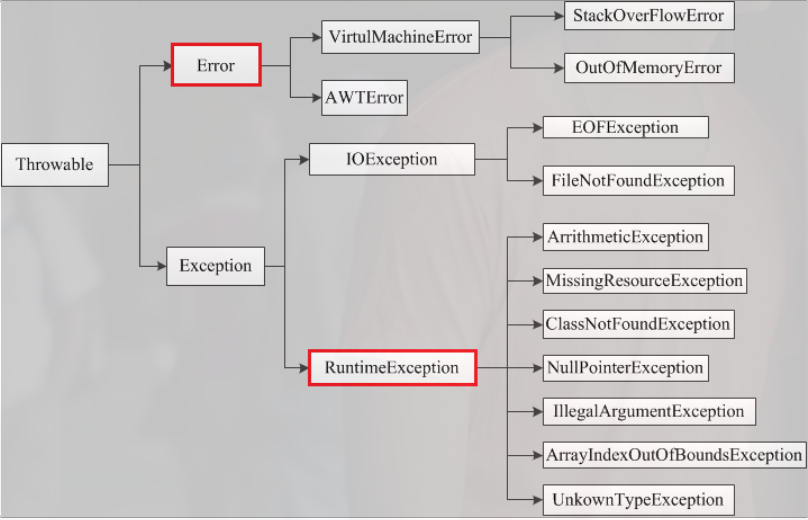 Throwable
Error
VirtulMachineError
StackOverFlowError
OutOfMemoryError
AWTError
Exception
IOException
EOFException
FileNotFoundException
RuntimeException
ArrithmeticException
MissingResourceException
ClassNotFoundException
NullPointerException
IllegalArgumentException
ArrayIndexOutOfBoundsException
UnkownTypeException